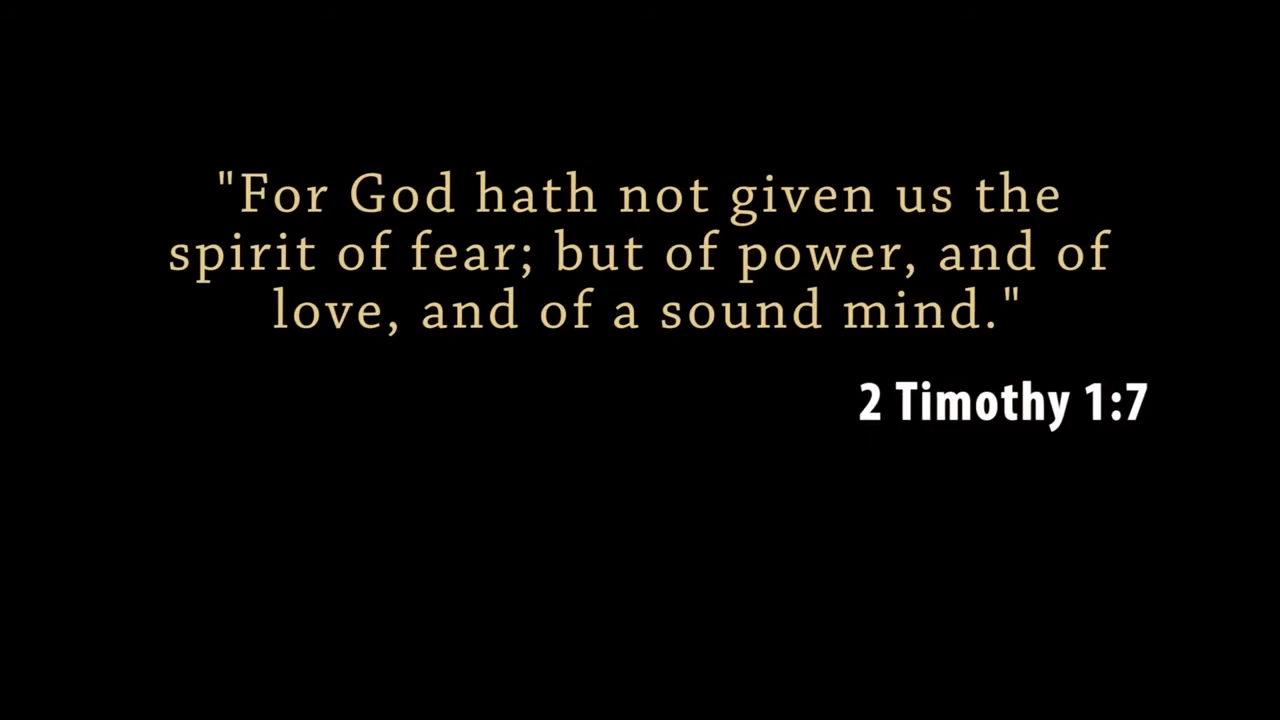 "For God hath not given us the
spirit of fear; but of power, and of
love, and of a sound mind."
2 Timothy 1:7